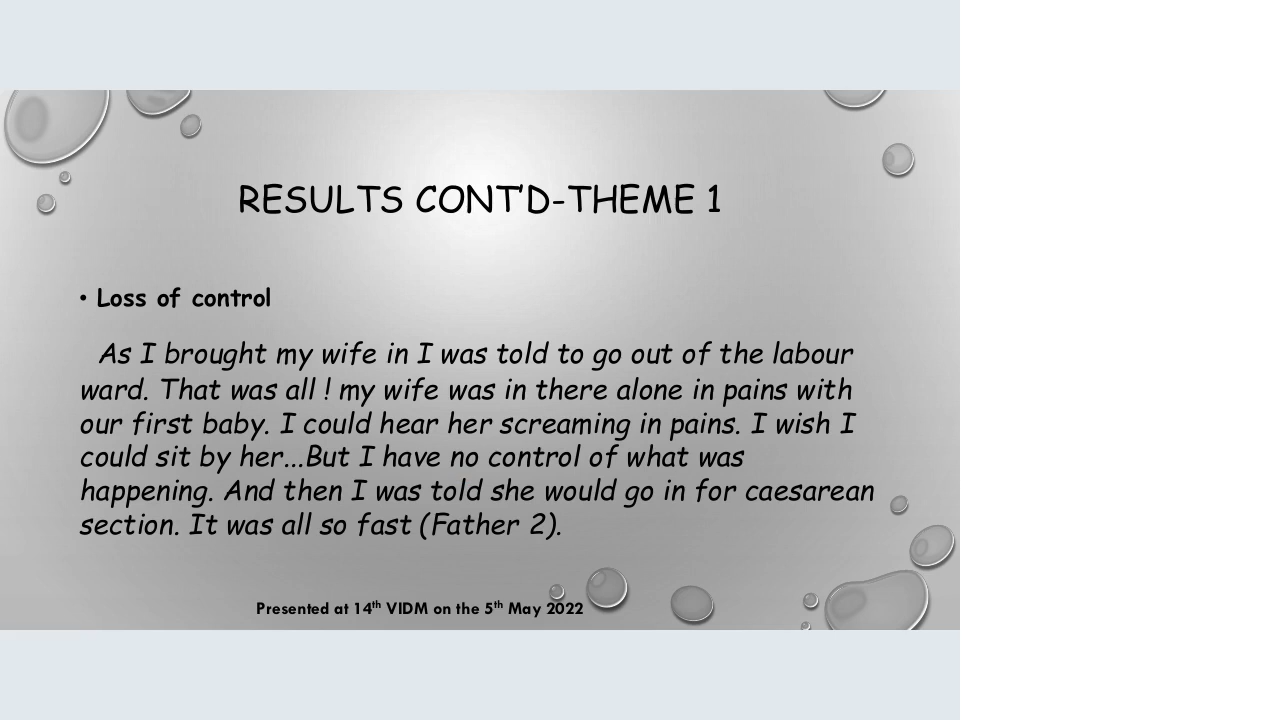 RESULTS CONT'D-THEME 1
• Loss of control
As I brought my wife in I was told to go out of the labour
ward. That was all ! my wife was in there alone in pains with
our first baby. I could hear her screaming in pains. I wish I
could sit by her...But I have no control of what was
happening. And then I was told she would go in for caesarean
section. It was all so fast (Father 2).
Presented at 14th VIDM on the 5th May 2022